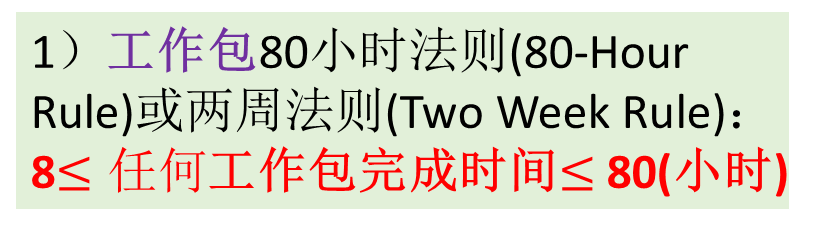 1）工作包80小时法则(80-Hour
Rule)或两周法则(Two Week Rule)：
8≤ 任何工作包完成时间≤ 80(小时)